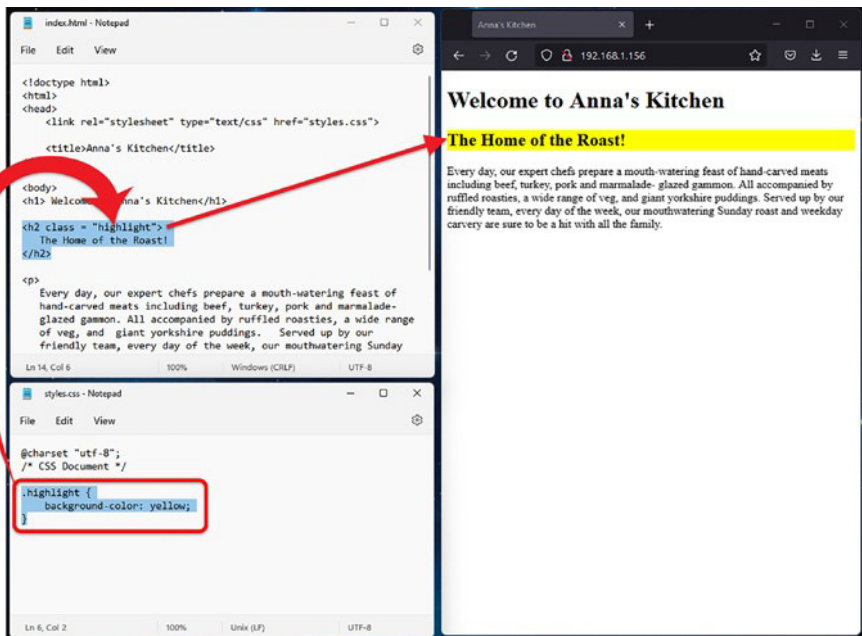 index.html - Notepad
File Edit View
<!doctype html>
<html>
<head>
<link rel="stylesheet" type="text/css" href="styles.css">
<title>Anna's Kitchen</title>
<body>
<h1> Welcome nna's Kitchen</h1>
<h2 class = "highlight">
The Home of the Roast!
</h2>
<p>
Every day, our expert chefs prepare a mouth-watering feast of
hand-carved meats including beef, turkey, pork and marmalade-
glazed gammon. All accompanied by ruffled roasties, a wide range
of veg, and giant yorkshire puddings. Served up by our
friendly team, every day of the week, our mouthwatering Sunday
Ln 14, Col 6 100% Windows (CRLF) UTF-8
styles.css - Notepad
File Edit View
@charset "utf-8";
/* CSS Document */
.highlight {
background-color: yellow;
}
Ln 6, Col 2 100% Unix (LF) UTF-8
Anna's Kitchen
192.168.1.156
Welcome to Anna's Kitchen
The Home of the Roast!
Every day, our expert chefs prepare a mouth-watering feast of hand-carved meats
including beef, turkey, pork and marmalade- glazed gammon. All accompanied by
ruffled roasties, a wide range of veg, and giant yorkshire puddings. Served up by our
friendly team, every day of the week, our mouthwatering Sunday roast and weekday
carvery are sure to be a hit with all the family.